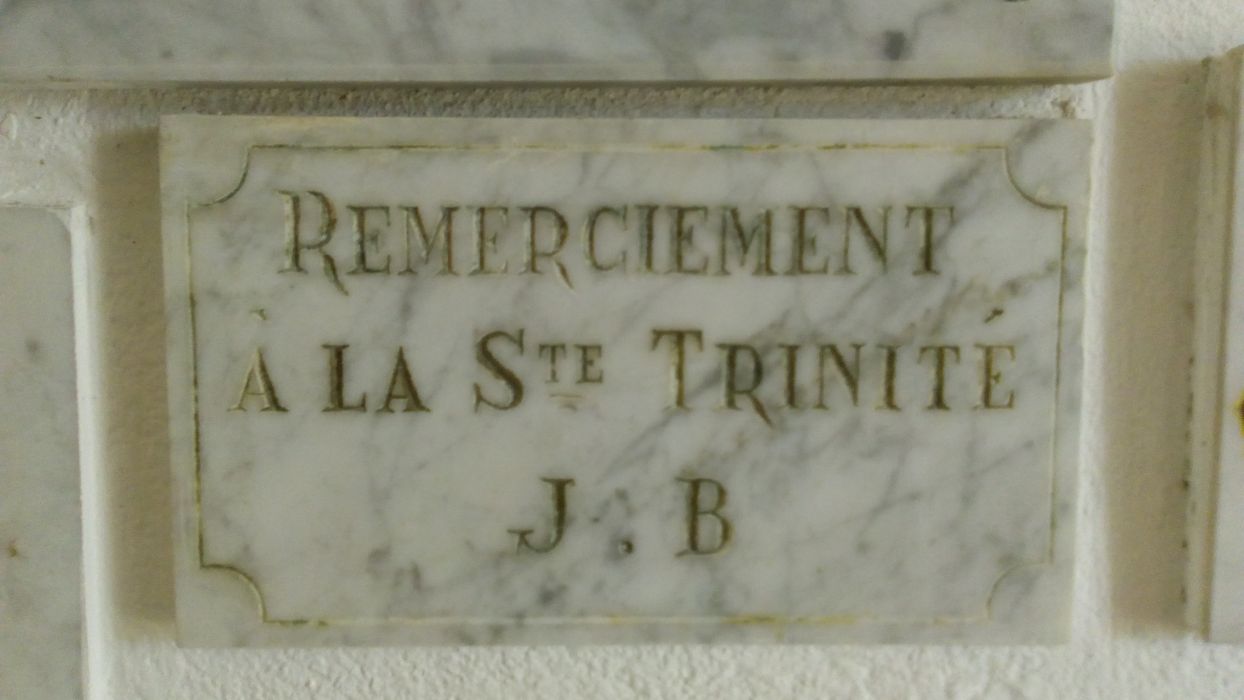 REMERCIEMENT
À LA STE TRINITÉ
J . B